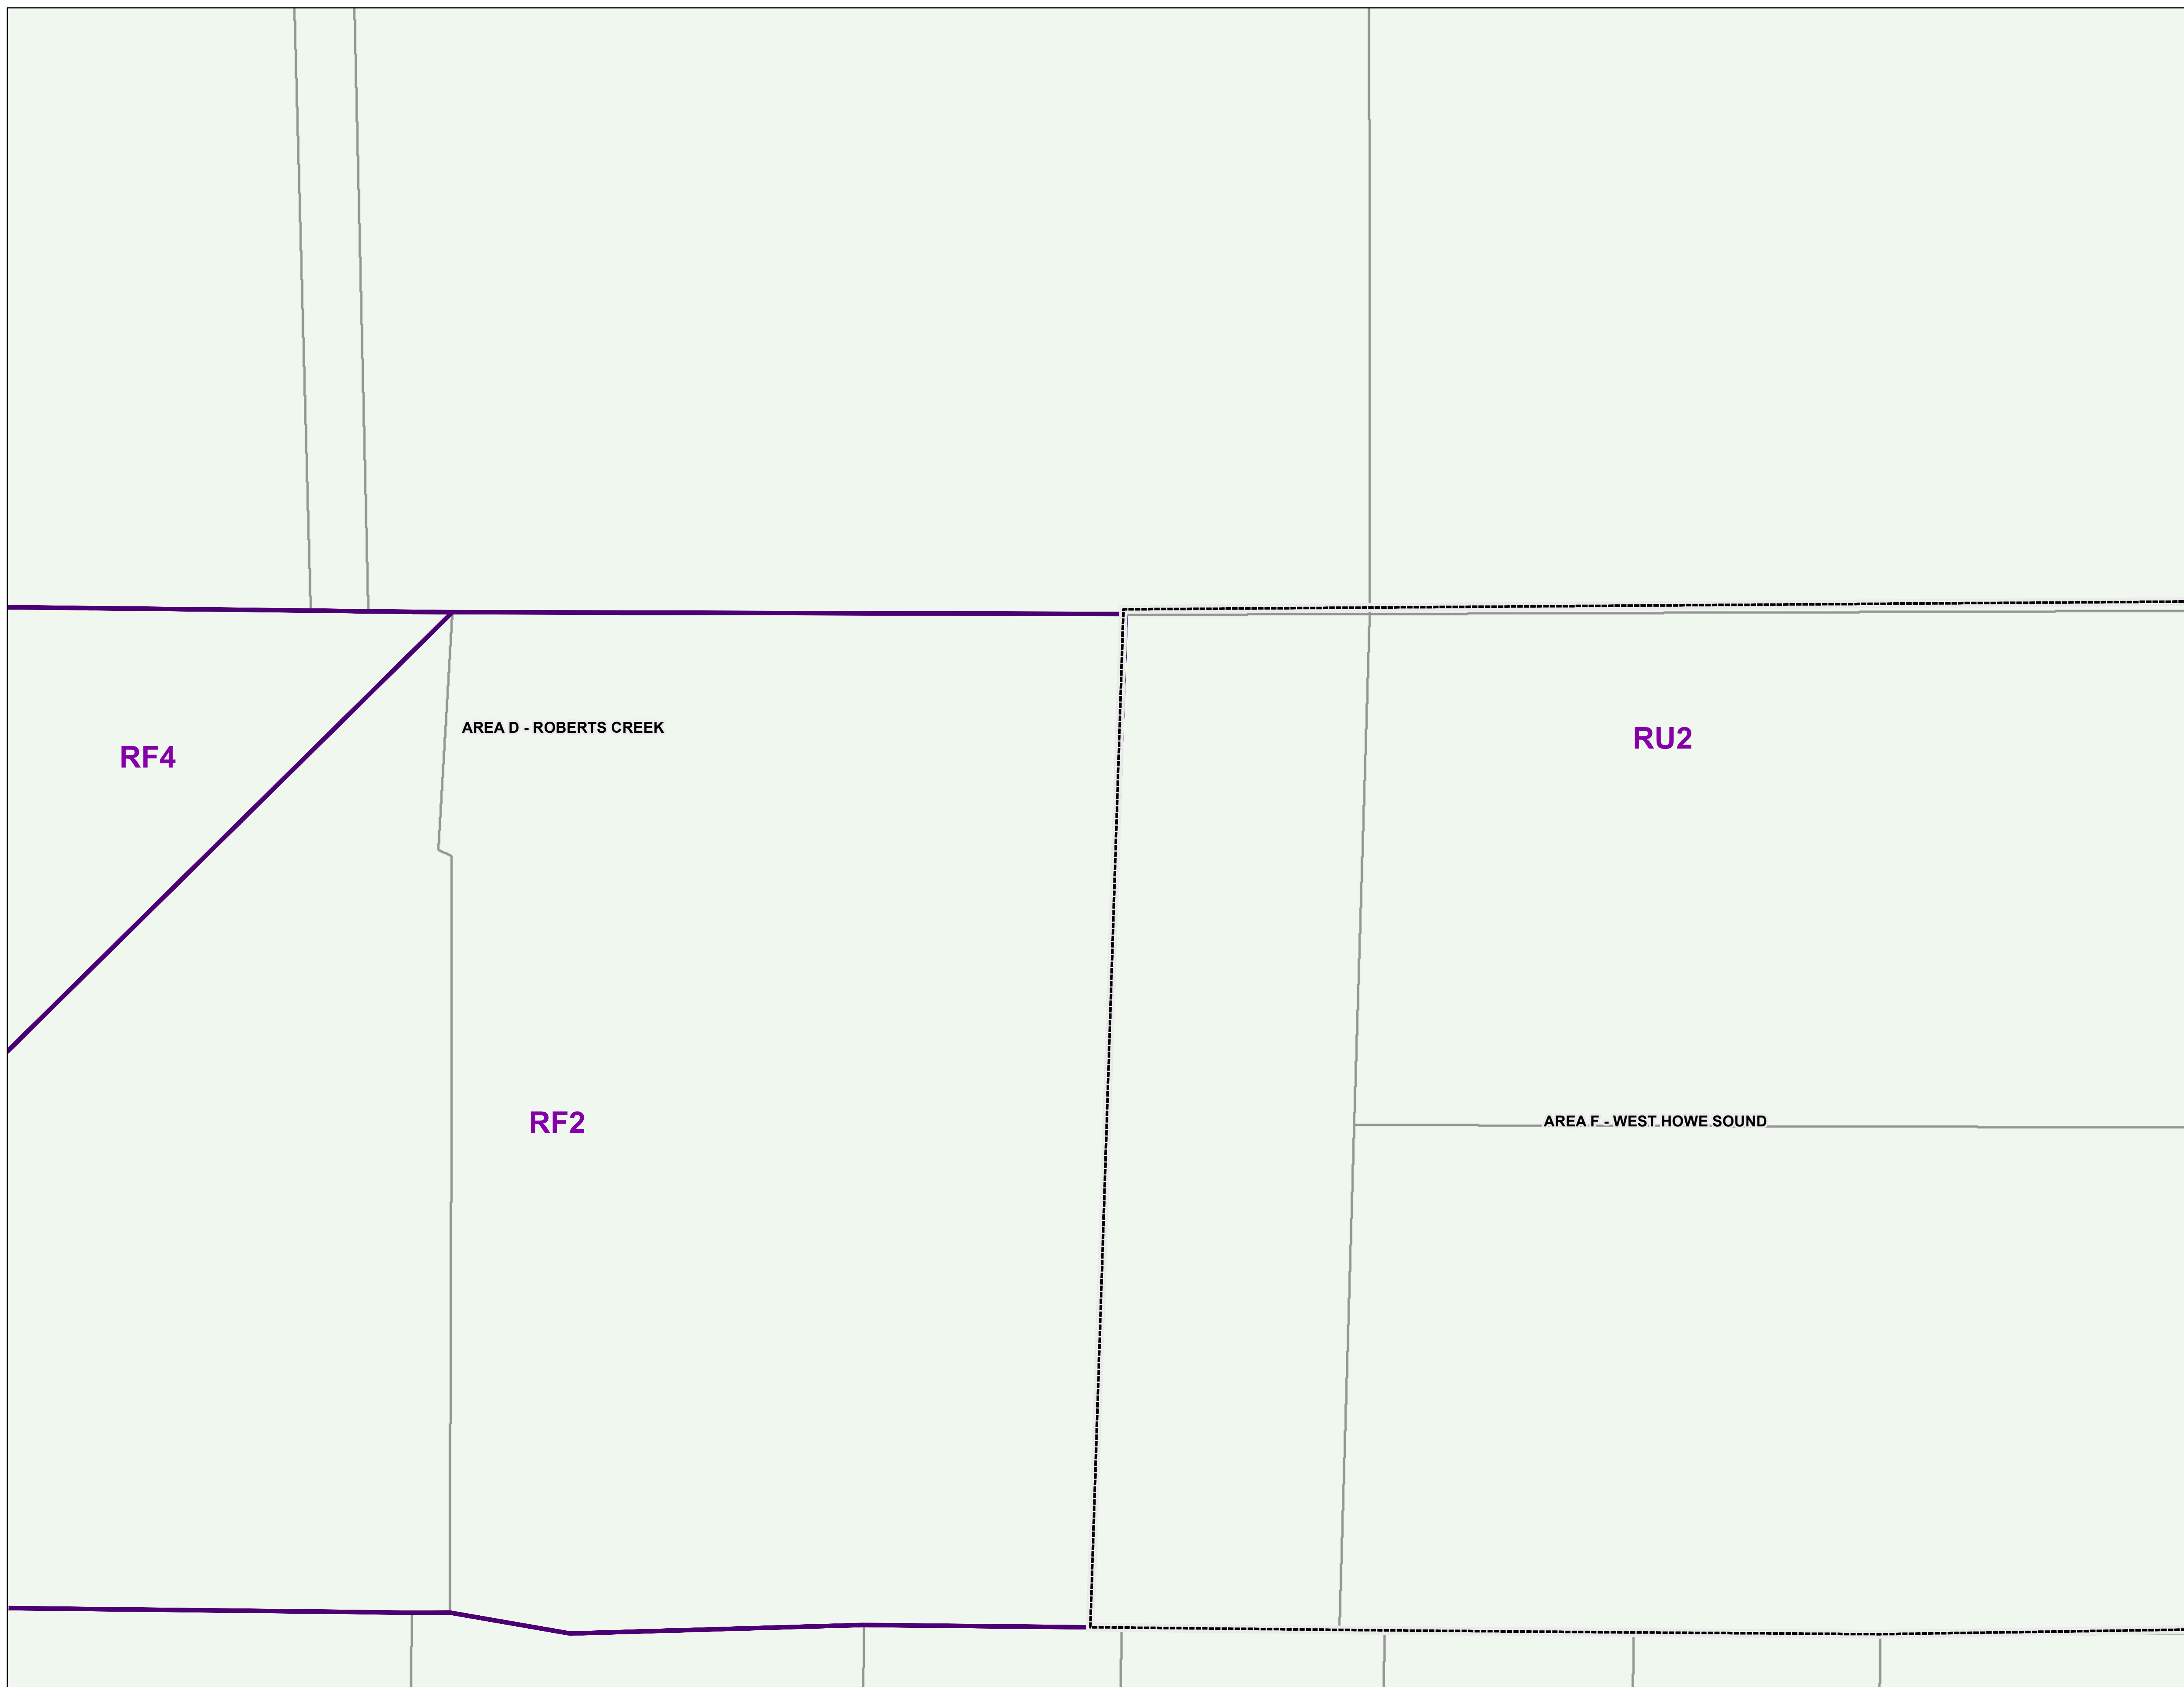 AREA D - ROBERTS CREEK
RU2
RF4
RF2
AREA F - WEST HOWE SOUND